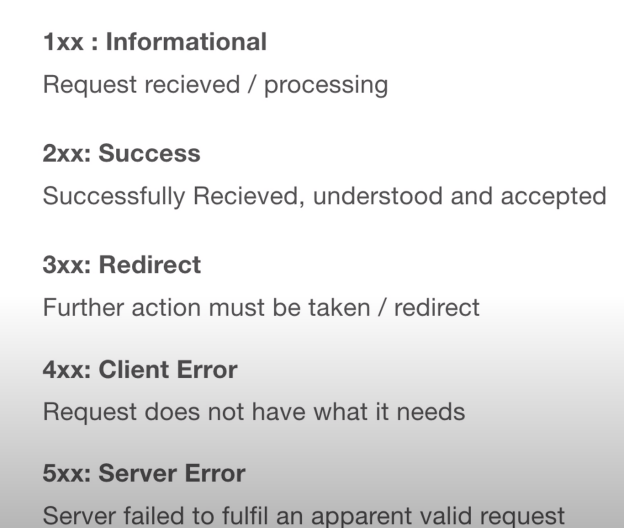 1xx : Informational
Request recieved / processing
2xx: Success
Successfully Recieved, understood and accepted
3xx: Redirect
Further action must be taken / redirect
4xx: Client Error
Request does not have what it needs
5xx: Server Error
Server failed to fulfil an apparent valid request